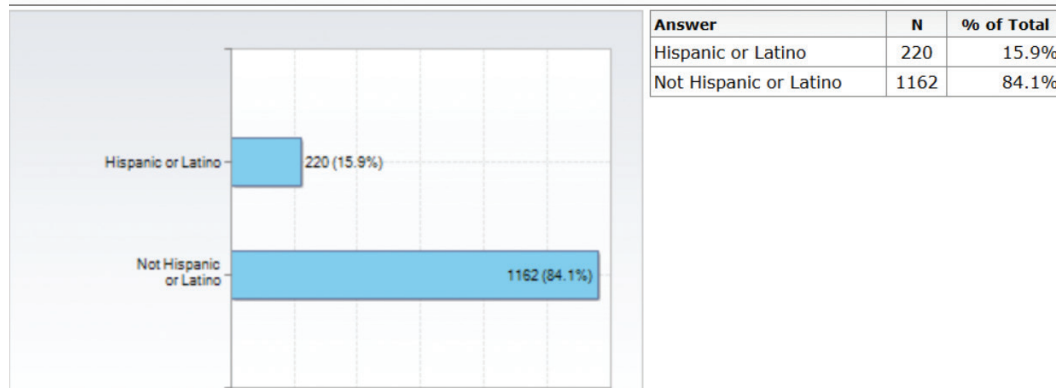 Hispanic or Latino
220 (15.9%)
Not Hispanic
or Latino
1162 (84.1%)
Answer N % of Total
Hispanic or Latino 220 15.9%
Not Hispanic or Latino 1162 84.1%